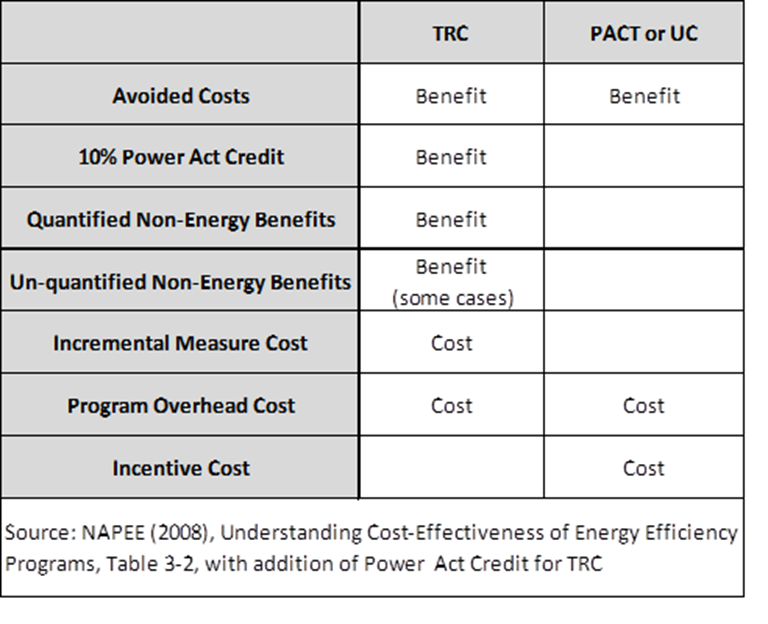 TRC PACT or UC
Avoided Costs Benefit Benefit
10% Power Act Credit Benefit
Quantified Non-Energy Benefits Benefit
Un-quantified Non-Energy Benefits Benefit
(some cases)
Incremental Measure Cost Cost
Program Overhead Cost Cost Cost
Incentive Cost Cost
Source: NAPEE (2008), Understanding Cost-Effectiveness of Energy Efficiency
Programs, Table 3-2, with addition of Power Act Credit for TRC